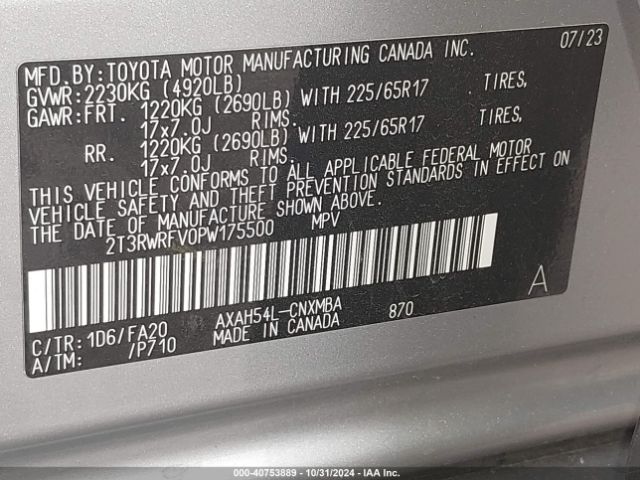 MFD.BY:TOYOTA MOTOR MANUFACTURING CANADA INC. 07/23
GVWR:2230KG (4920LB)
GAWR:FRT. 1220KG (2690LB) WITH 225/65R17 TIRES,
17x7.0J RIMS.
RR. 1220KG (2690LB) WITH 225/65R17 TIRES,
17x7.0J RIMS.
THIS VEHICLE CONFORMS TO ALL APPLICABLE FEDERAL MOTOR
VEHICLE SAFETY AND THEFT PREVENTION STANDARDS IN EFFECT ON
THE DATE OF MANUFACTURE SHOWN ABOVE.
2T3RWRFV0PW175500 MPV
A
C/TR: 1D6/FA20 AXAH54L-CNXMBA 870
A/TM: /P710 MADE IN CANADA
000-40753889 - 10/31/2024 - IAA Inc.